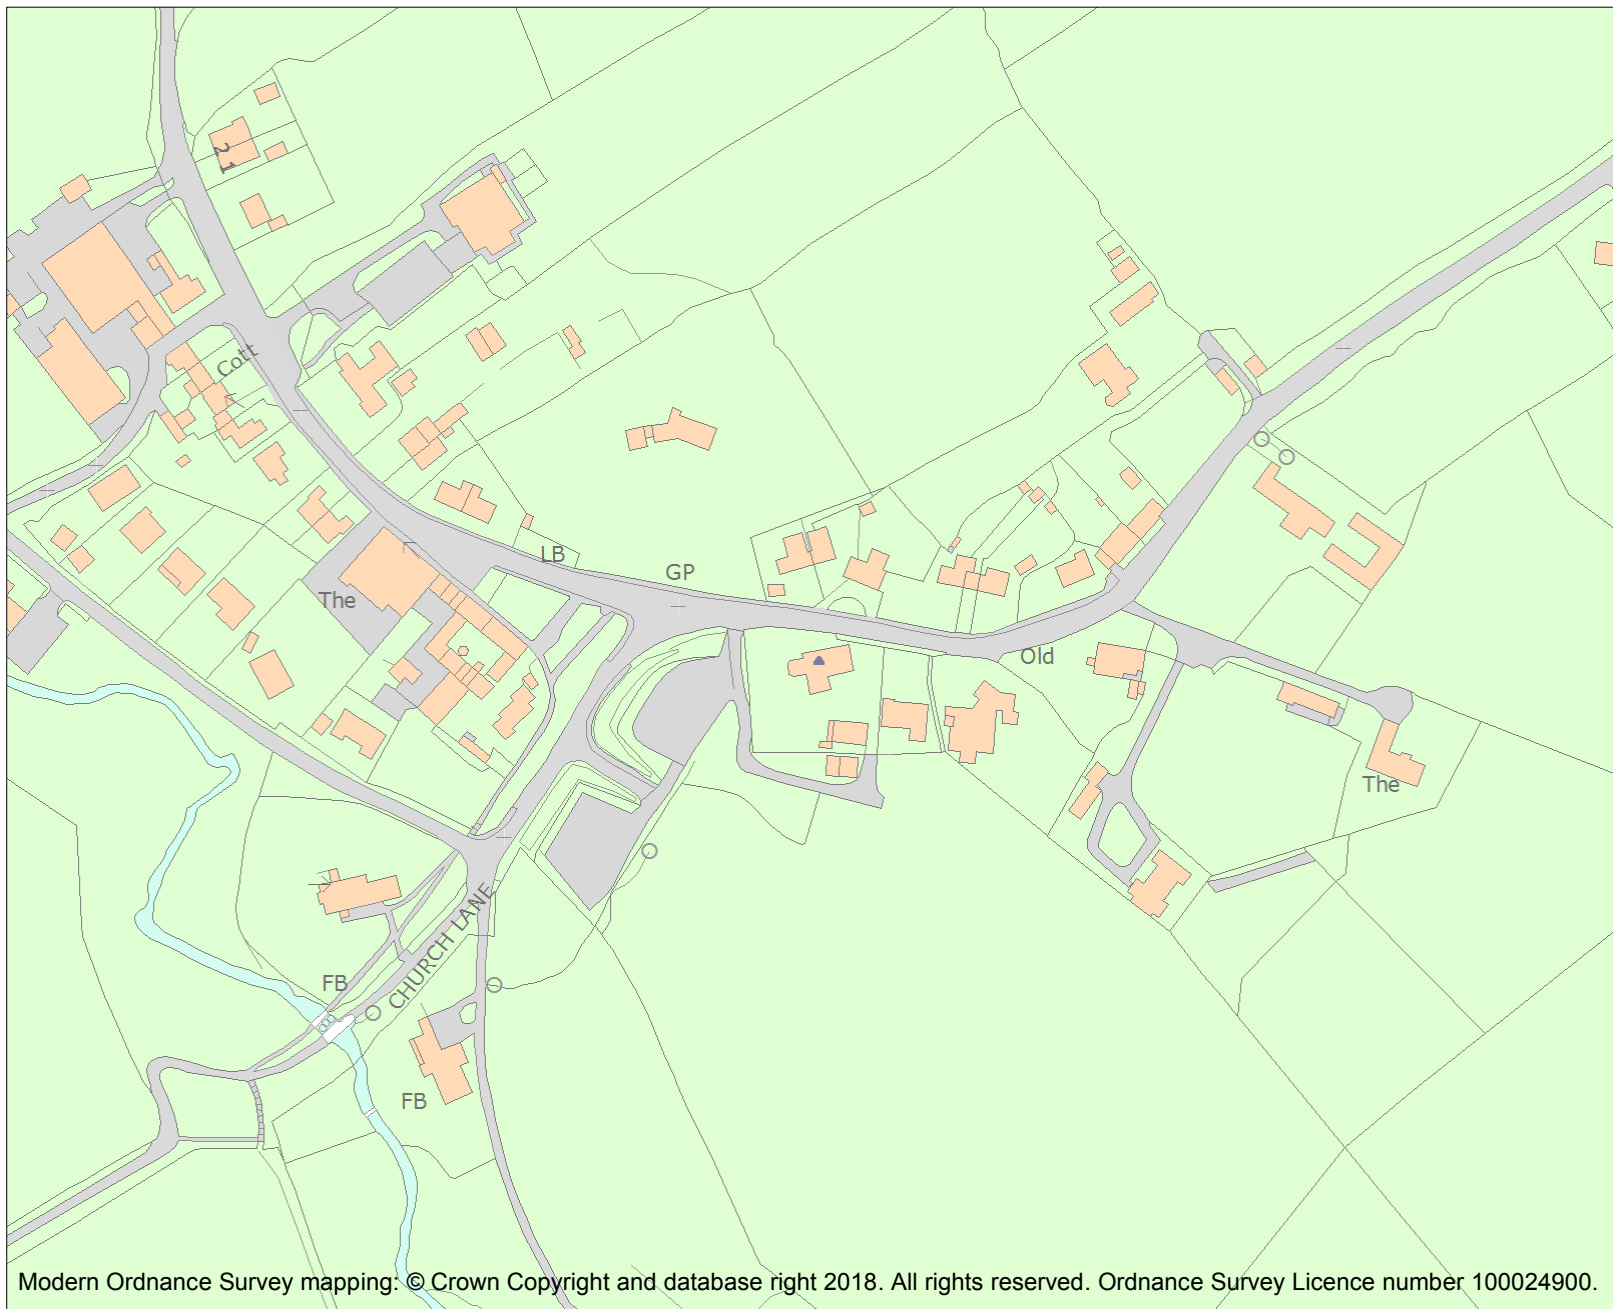 2 1
Cott
LB
GP
The
Old
The
CHURCH LANE
FB
FB
Modern Ordnance Survey mapping: © Crown Copyright and database right 2018. All rights reserved. Ordnance Survey Licence number 100024900.